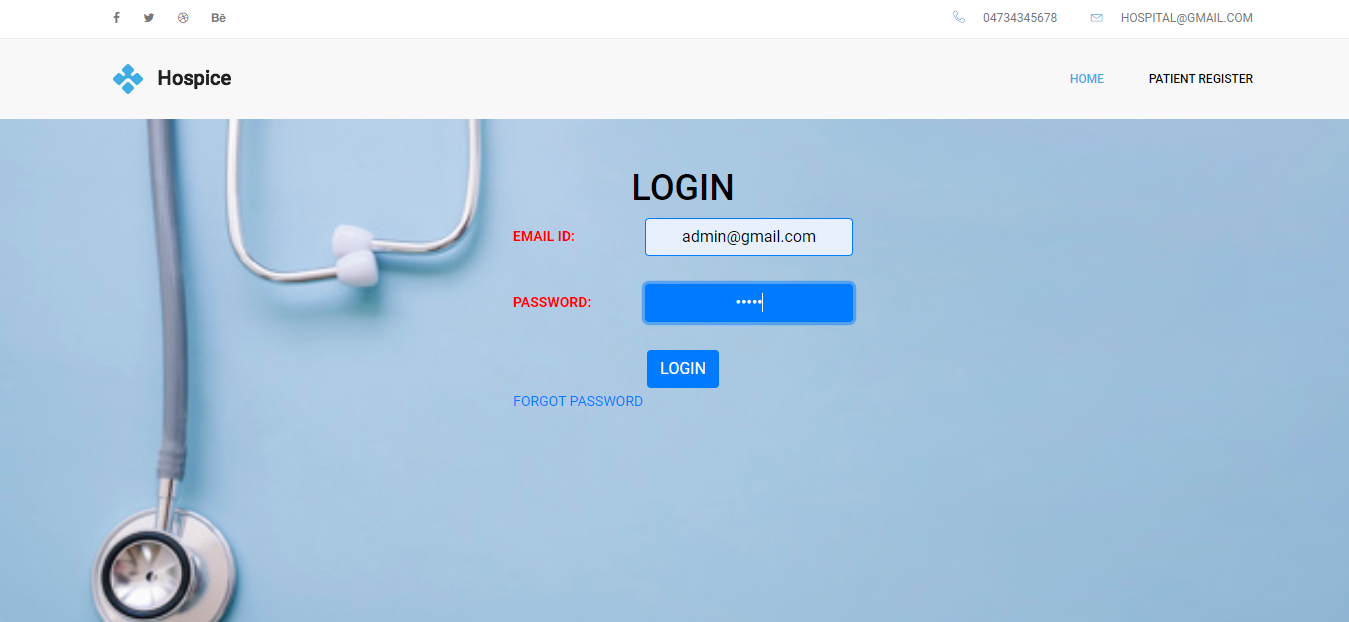 Bē
04734345678
HOSPITAL@GMAIL.COM
Hospice
HOME
PATIENT REGISTER
LOGIN
EMAIL ID:
admin@gmail.com
PASSWORD:
•••••
LOGIN
FORGOT PASSWORD